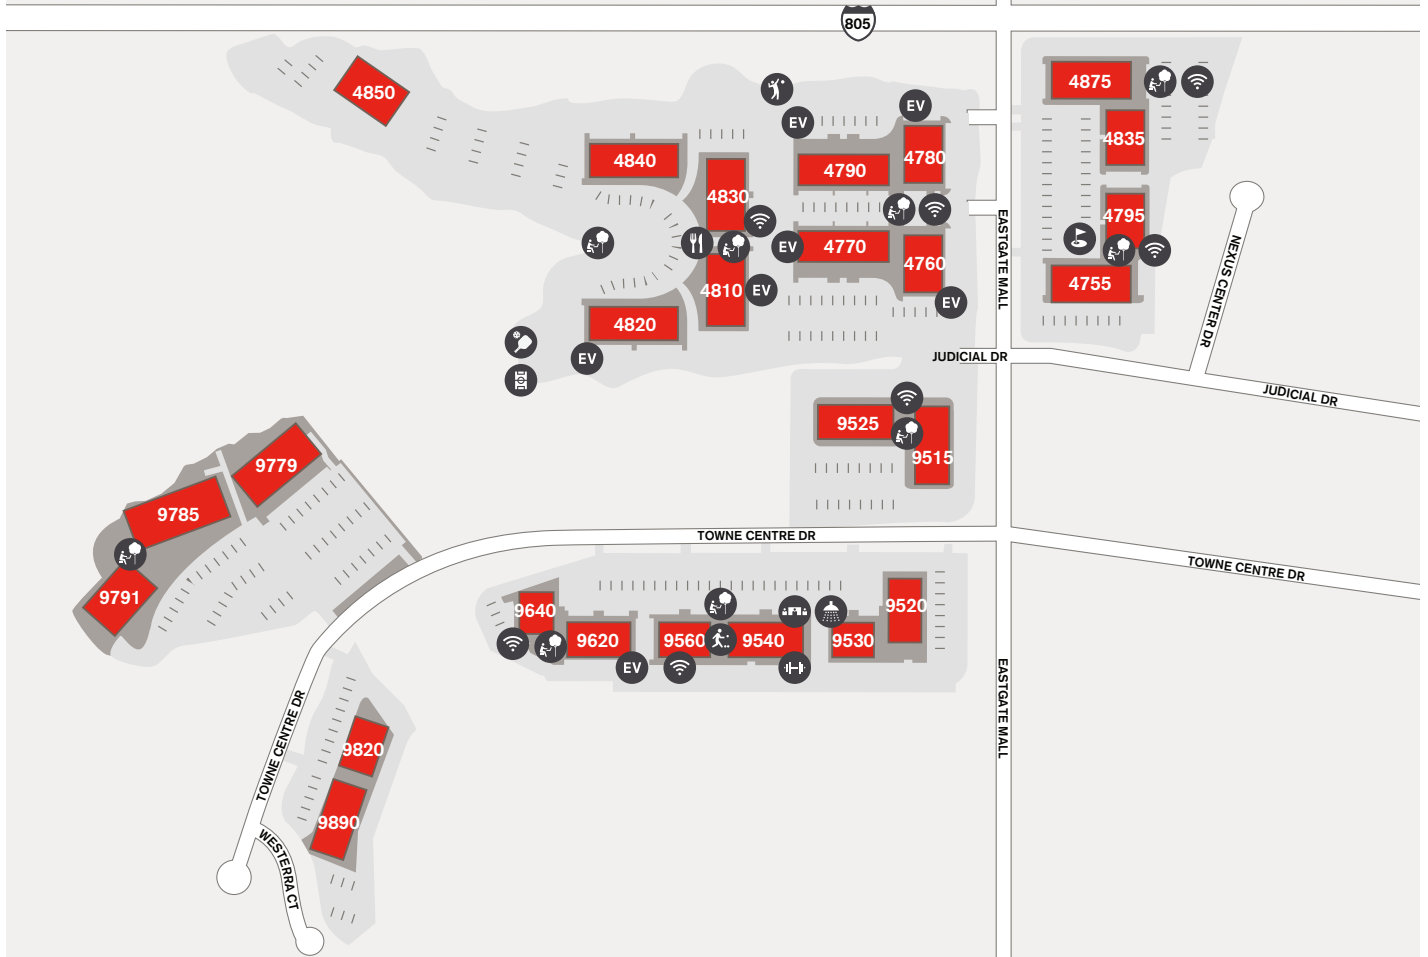 805
4850
4875
4835
EV
EV
4840
4830
4790
4780
4795
EASTGATE MALL
NEXUS CENTER DR
EV
4770
4760
4755
4810
EV
EV
4820
EV
JUDICIAL DR
JUDICIAL DR
9525
9515
9779
9785
9791
TOWNE CENTRE DR
TOWNE CENTRE DR
9640
9620
9560
9540
9530
9520
EV
EASTGATE MALL
TOWNE CENTRE DR
9820
9890
WESTERRA CT